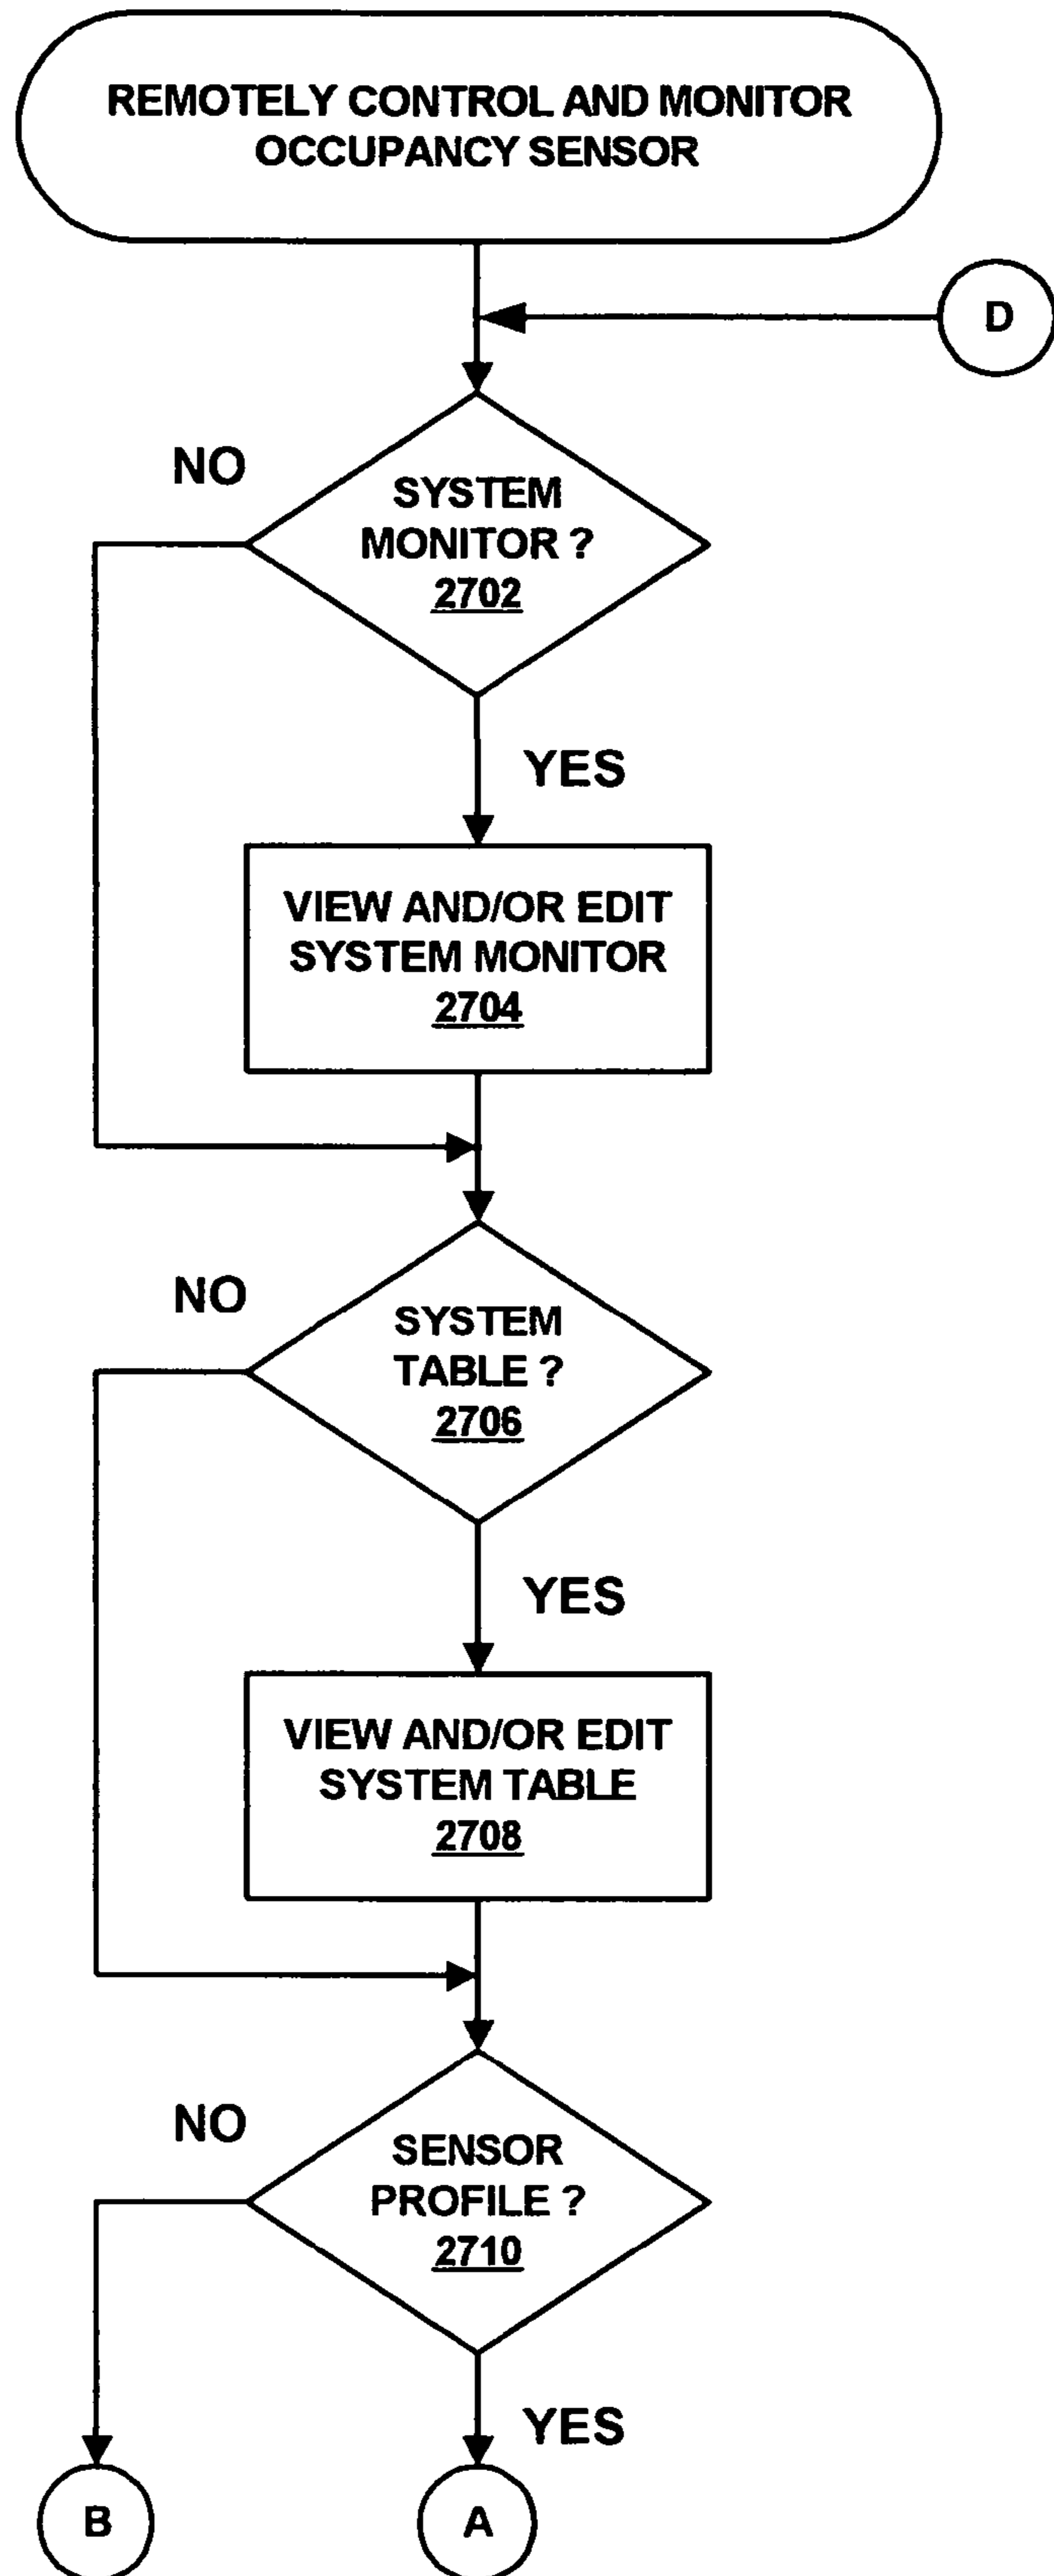 REMOTELY CONTROL AND MONITOR
OCCUPANCY SENSOR
D
NO
SYSTEM
MONITOR ?
2702
YES
VIEW AND/OR EDIT
SYSTEM MONITOR
2704
NO
SYSTEM
TABLE ?
2706
YES
VIEW AND/OR EDIT
SYSTEM TABLE
2708
NO
SENSOR
PROFILE ?
2710
YES
B
A